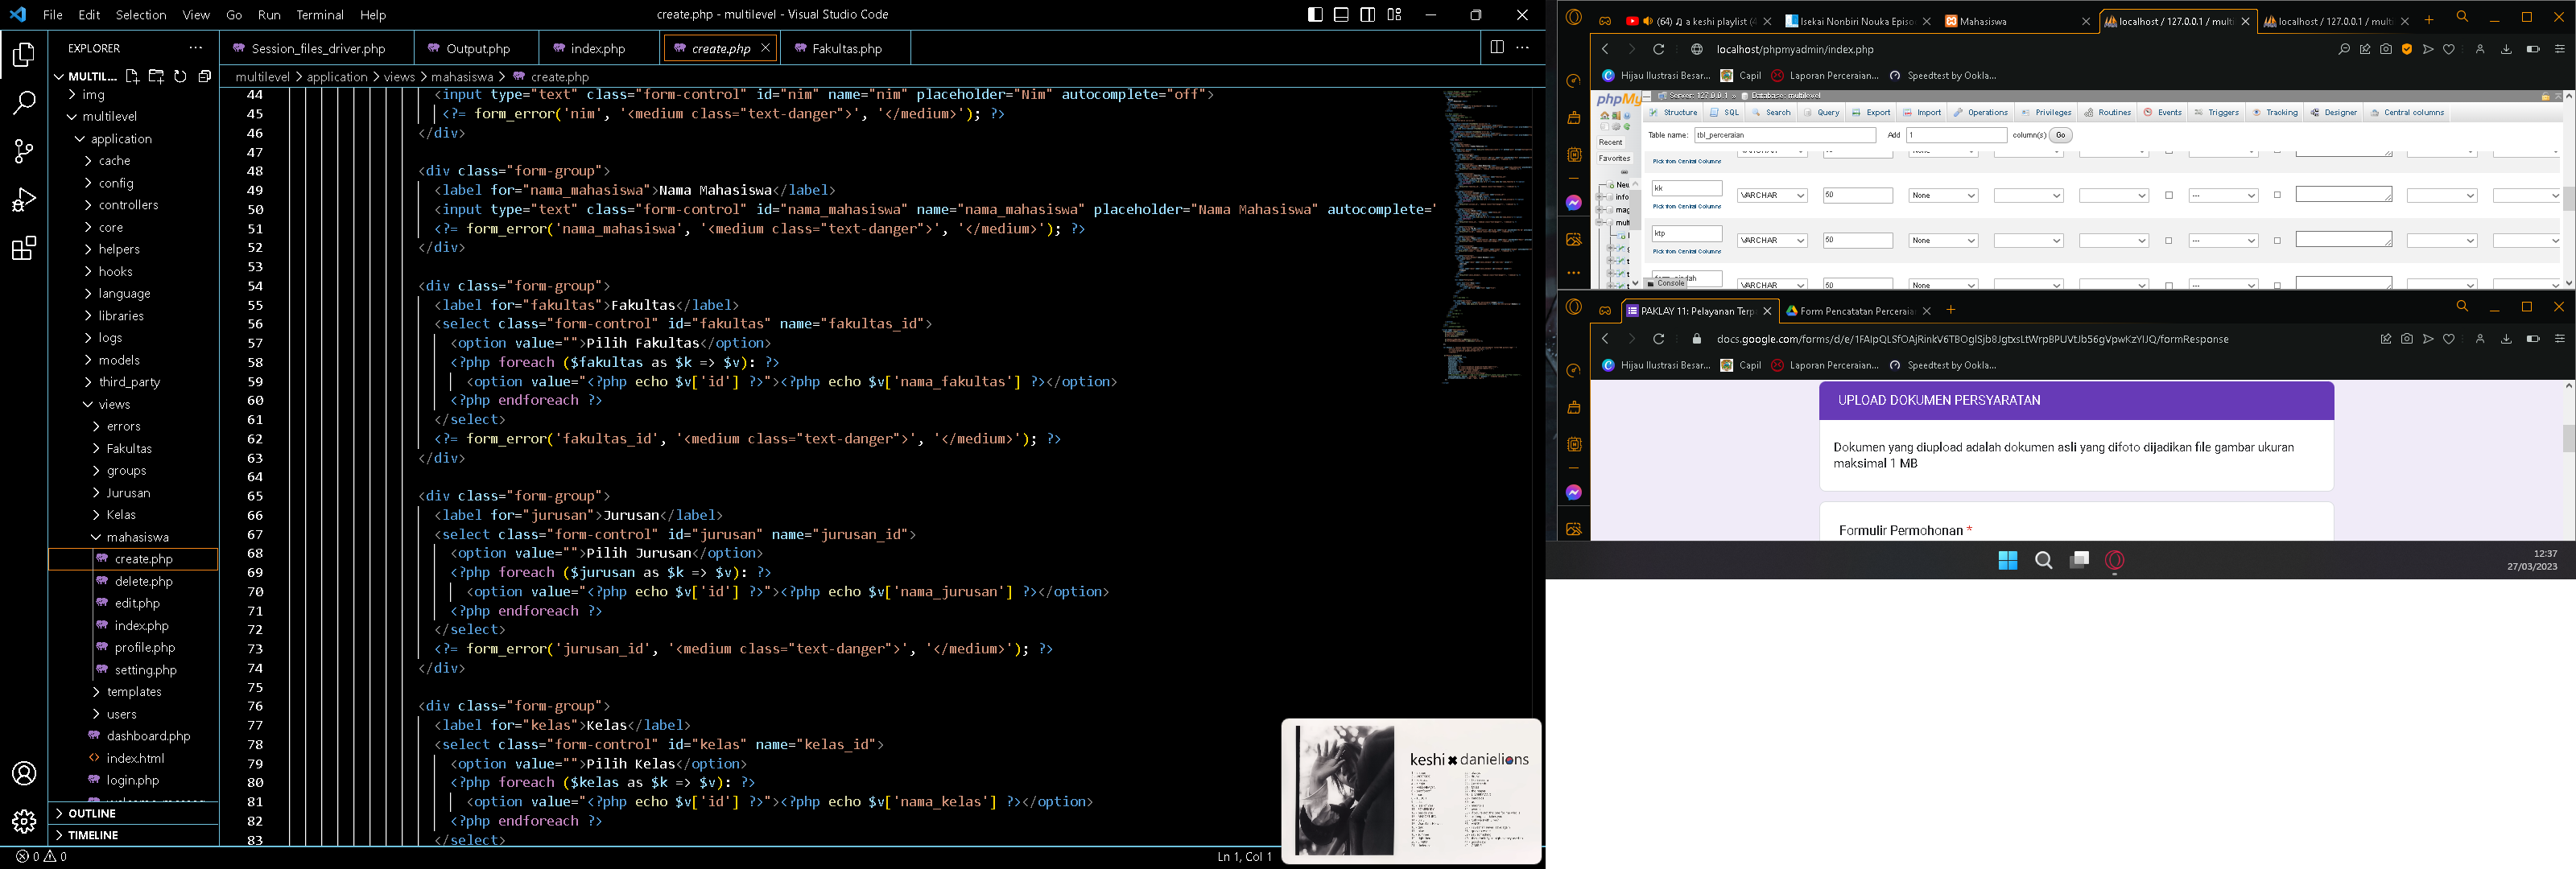 File Edit Selection View Go Run Terminal Help
create.php - multilevel - Visual Studio Code
EXPLORER
Session_files_driver.php
Output.php
index.php
create.php
Fakultas.php
MULTIL...
multilevel > application > views > mahasiswa > create.php
img
multilevel
application
cache
config
controllers
core
helpers
hooks
language
libraries
logs
models
third_party
views
errors
Fakultas
groups
Jurusan
Kelas
mahasiswa
create.php
delete.php
edit.php
index.php
profile.php
setting.php
templates
users
dashboard.php
index.html
login.php
OUTLINE
TIMELINE
44 <input type="text" class="form-control" id="nim" name="nim" placeholder="Nim" autocomplete="off">
45 <?= form_error('nim', '<medium class="text-danger">', '</medium>'); ?>
46 </div>
47
48 <div class="form-group">
49 <label for="nama_mahasiswa">Nama Mahasiswa</label>
50 <input type="text" class="form-control" id="nama_mahasiswa" name="nama_mahasiswa" placeholder="Nama Mahasiswa" autocomplete="
51 <?= form_error('nama_mahasiswa', '<medium class="text-danger">', '</medium>'); ?>
52 </div>
53
54 <div class="form-group">
55 <label for="fakultas">Fakultas</label>
56 <select class="form-control" id="fakultas" name="fakultas_id">
57 <option value="">Pilih Fakultas</option>
58 <?php foreach ($fakultas as $k => $v): ?>
59 <option value="<?php echo $v['id'] ?>"><?php echo $v['nama_fakultas'] ?></option>
60 <?php endforeach ?>
61 </select>
62 <?= form_error('fakultas_id', '<medium class="text-danger">', '</medium>'); ?>
63 </div>
64
65 <div class="form-group">
66 <label for="jurusan">Jurusan</label>
67 <select class="form-control" id="jurusan" name="jurusan_id">
68 <option value="">Pilih Jurusan</option>
69 <?php foreach ($jurusan as $k => $v): ?>
70 <option value="<?php echo $v['id'] ?>"><?php echo $v['nama_jurusan'] ?></option>
71 <?php endforeach ?>
72 </select>
73 <?= form_error('jurusan_id', '<medium class="text-danger">', '</medium>'); ?>
74 </div>
75
76 <div class="form-group">
77 <label for="kelas">Kelas</label>
78 <select class="form-control" id="kelas" name="kelas_id">
79 <option value="">Pilih Kelas</option>
80 <?php foreach ($kelas as $k => $v): ?>
81 <option value="<?php echo $v['id'] ?>"><?php echo $v['nama_kelas'] ?></option>
82 <?php endforeach ?>
83 </select>
0 0
Ln 1, Col 1
keshi ✖ danielions
(64) ♫ a keshi playlist (4
Isekai Nonbiri Nouka Episo
Mahasiswa
localhost / 127.0.0.1 / multi
localhost / 127.0.0.1 / multi
localhost/phpmyadmin/index.php
Hijau Ilustrasi Besar...
Capil
Laporan Perceraian...
Speedtest by Ookla...
phpMy
Server: 127.0.0.1 » Database: multilevel
Structure SQL Search Query Export Import Operations Privileges Routines Events Triggers Tracking Designer Central columns
Table name: tbl_perceraian Add 1 column(s) Go
Recent
Favorites
Neu
info
mag
mult
Pick from Central Columns
kk VARCHAR 50 None ---
Pick from Central Columns
ktp VARCHAR 50 None ---
Pick from Central Columns
VARCHAR 50 None ---
Console
PAKLAY 11: Pelayanan Terp
Form Pencatatan Perceraia
docs.google.com/forms/d/e/1FAIpQLSfOAjRinkV6TBOglSjb8JgtxsLtWrpBPUVtJb56gVpwKzYIJQ/formResponse
Hijau Ilustrasi Besar...
Capil
Laporan Perceraian...
Speedtest by Ookla...
UPLOAD DOKUMEN PERSYARATAN
Dokumen yang diupload adalah dokumen asli yang difoto dijadikan file gambar ukuran
maksimal 1 MB
Formulir Permohonan *
12:37
27/03/2023